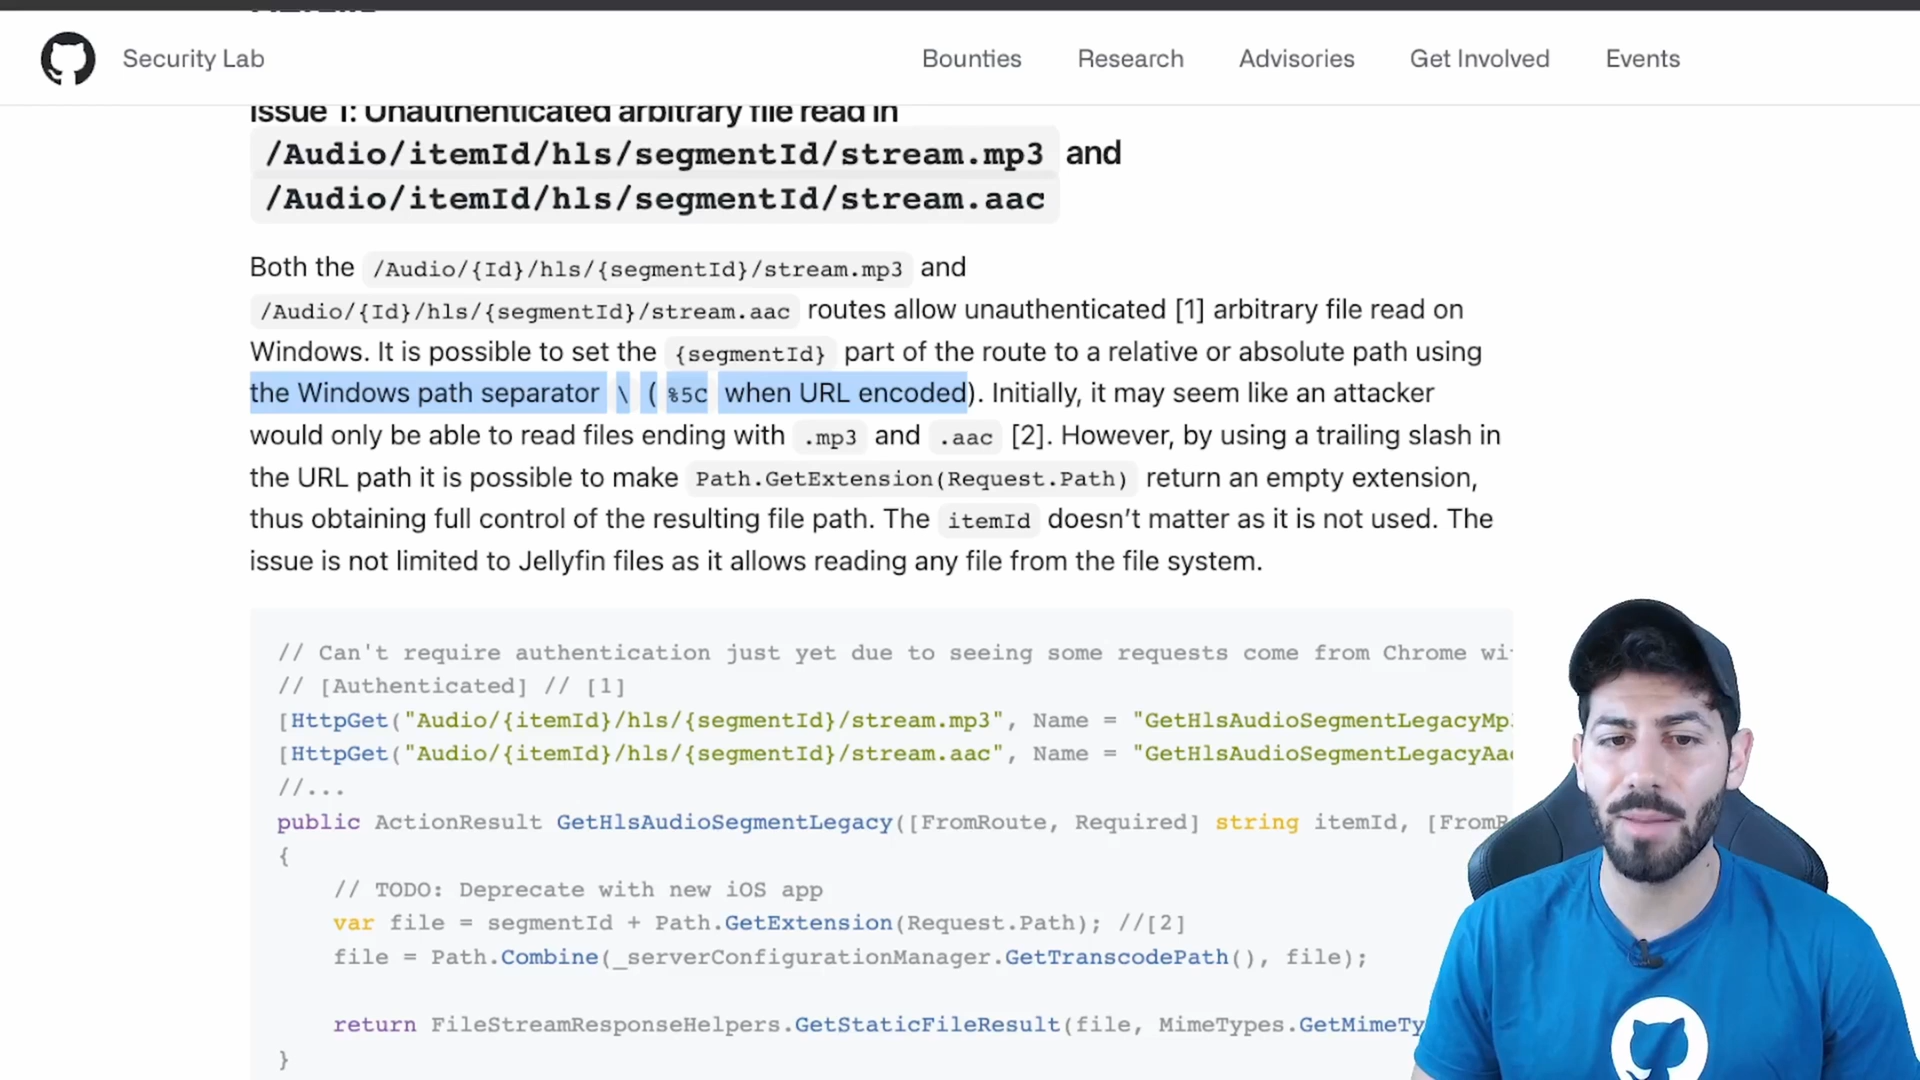 Security Lab
Bounties
Research
Advisories
Get Involved
Events
Issue 1: Unauthenticated arbitrary file read in
/Audio/itemId/hls/segmentId/stream.mp3 and
/Audio/itemId/hls/segmentId/stream.aac
Both the /Audio/{Id}/hls/{segmentId}/stream.mp3 and
/Audio/{Id}/hls/{segmentId}/stream.aac routes allow unauthenticated [1] arbitrary file read on
Windows. It is possible to set the {segmentId} part of the route to a relative or absolute path using
the Windows path separator \ ( %5C when URL encoded). Initially, it may seem like an attacker
would only be able to read files ending with .mp3 and .aac [2]. However, by using a trailing slash in
the URL path it is possible to make Path.GetExtension(Request.Path) return an empty extension,
thus obtaining full control of the resulting file path. The itemId doesn’t matter as it is not used. The
issue is not limited to Jellyfin files as it allows reading any file from the file system.
// Can't require authentication just yet due to seeing some requests come from Chrome wi
// [Authenticated] // [1]
[HttpGet("Audio/{itemId}/hls/{segmentId}/stream.mp3", Name = "GetHlsAudioSegmentLegacyMp
[HttpGet("Audio/{itemId}/hls/{segmentId}/stream.aac", Name = "GetHlsAudioSegmentLegacyAa
//...
public ActionResult GetHlsAudioSegmentLegacy([FromRoute, Required] string itemId, [FromR
{
// TODO: Deprecate with new iOS app
var file = segmentId + Path.GetExtension(Request.Path); //[2]
file = Path.Combine(_serverConfigurationManager.GetTranscodePath(), file);
return FileStreamResponseHelpers.GetStaticFileResult(file, MimeTypes.GetMimeTy
}